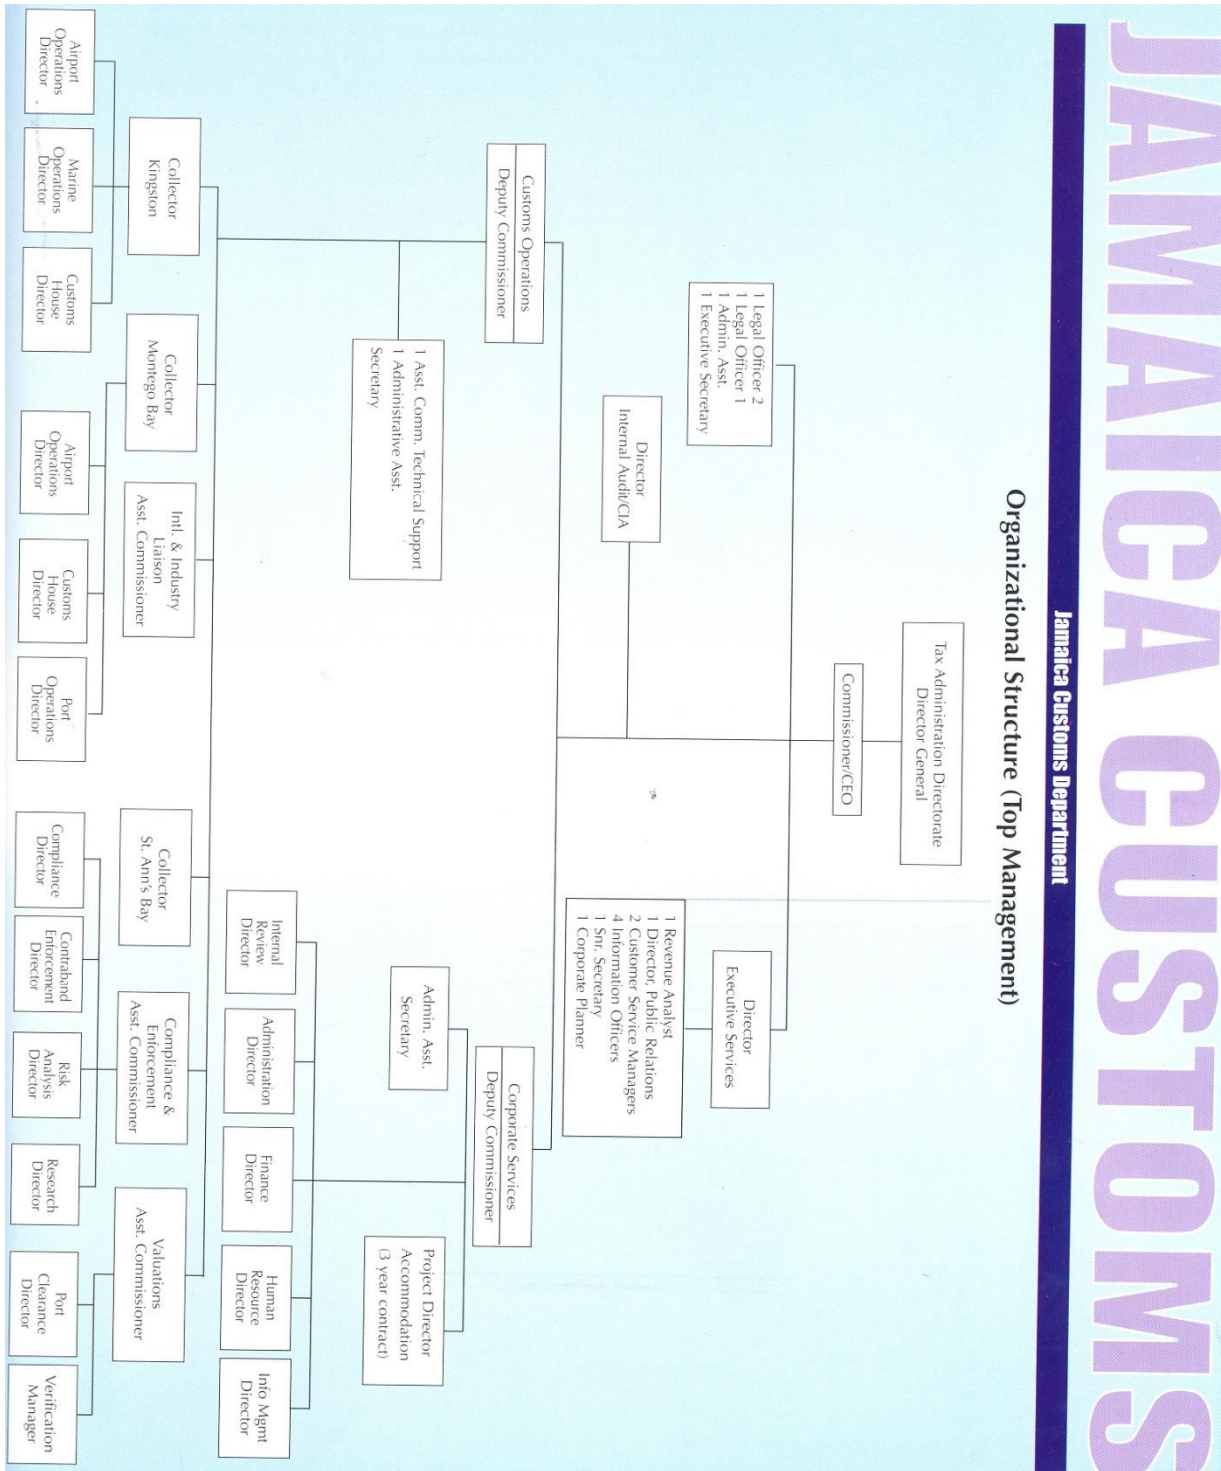 JAMAICA CUSTOMS
Jamaica Customs Department
Organizational Structure (Top Management)
Tax Administration Directorate
Director General
Commissioner/CEO
1 Legal Officer 2
1 Legal Officer 1
1 Admin. Asst.
1 Executive Secretary
Director
Executive Services
1 Revenue Analyst
1 Director, Public Relations
2 Customer Service Managers
4 Information Officers
1 Snr. Secretary
1 Corporate Planner
Director
Internal Audit/CIA
Customs Operations
Deputy Commissioner
Corporate Services
Deputy Commissioner
1 Asst. Comm. Technical Support
1 Administrative Asst.
Secretary
Admin. Asst.
Secretary
Project Director
Accommodation
(3 year contract)
Internal
Review
Director
Administration
Director
Finance
Director
Human
Resource
Director
Info Mgmt
Director
Collector
Kingston
Collector
Montego Bay
Intl. & Industry
Liaison
Asst. Commissioner
Collector
St. Ann's Bay
Compliance &
Enforcement
Asst. Commissioner
Valuations
Asst. Commissioner
Airport
Operations
Director
Marine
Operations
Director
Customs
House
Director
Airport
Operations
Director
Customs
House
Director
Port
Operations
Director
Compliance
Director
Contraband
Enforcement
Director
Risk
Analysis
Director
Research
Director
Port
Clearance
Director
Verification
Manager